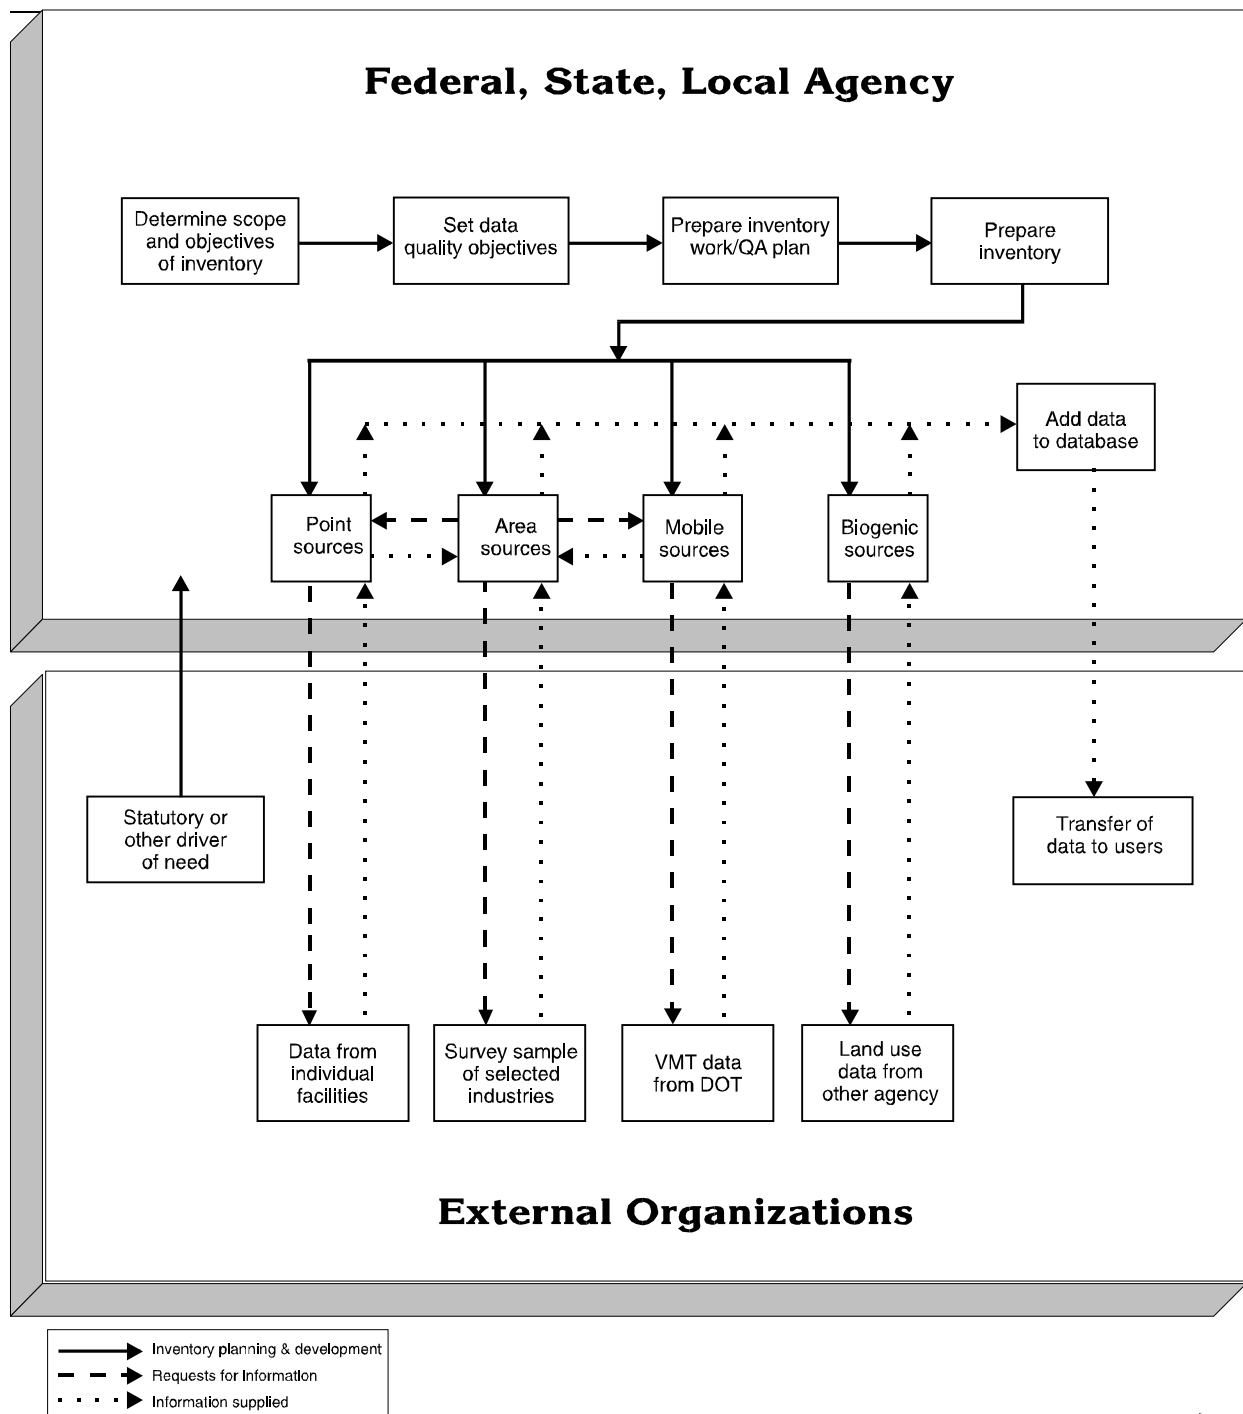 Federal, State, Local Agency
Determine scope
and objectives
of inventory
Set data
quality objectives
Prepare inventory
work/QA plan
Prepare
inventory
Add data
to database
Point
sources
Area
sources
Mobile
sources
Biogenic
sources
Statutory or
other driver
of need
Transfer of
data to users
Data from
individual
facilities
Survey sample
of selected
industries
VMT data
from DOT
Land use
data from
other agency
External Organizations
Inventory planning & development
Requests for Information
Information supplied